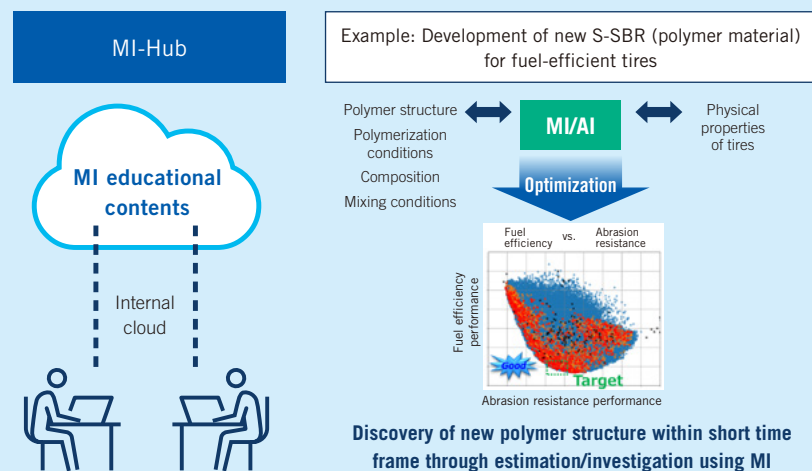 MI-Hub
MI educational
contents
Internal
cloud
Example: Development of new S-SBR (polymer material)
for fuel-efficient tires
Polymer structure
Polymerization
conditions
Composition
Mixing conditions
MI/AI
Physical
properties
of tires
Optimization
Fuel
efficiency
vs.
Abrasion
resistance
Fuel efficiency
performance
Good
Target
Abrasion resistance performance
Discovery of new polymer structure within short time
frame through estimation/investigation using MI